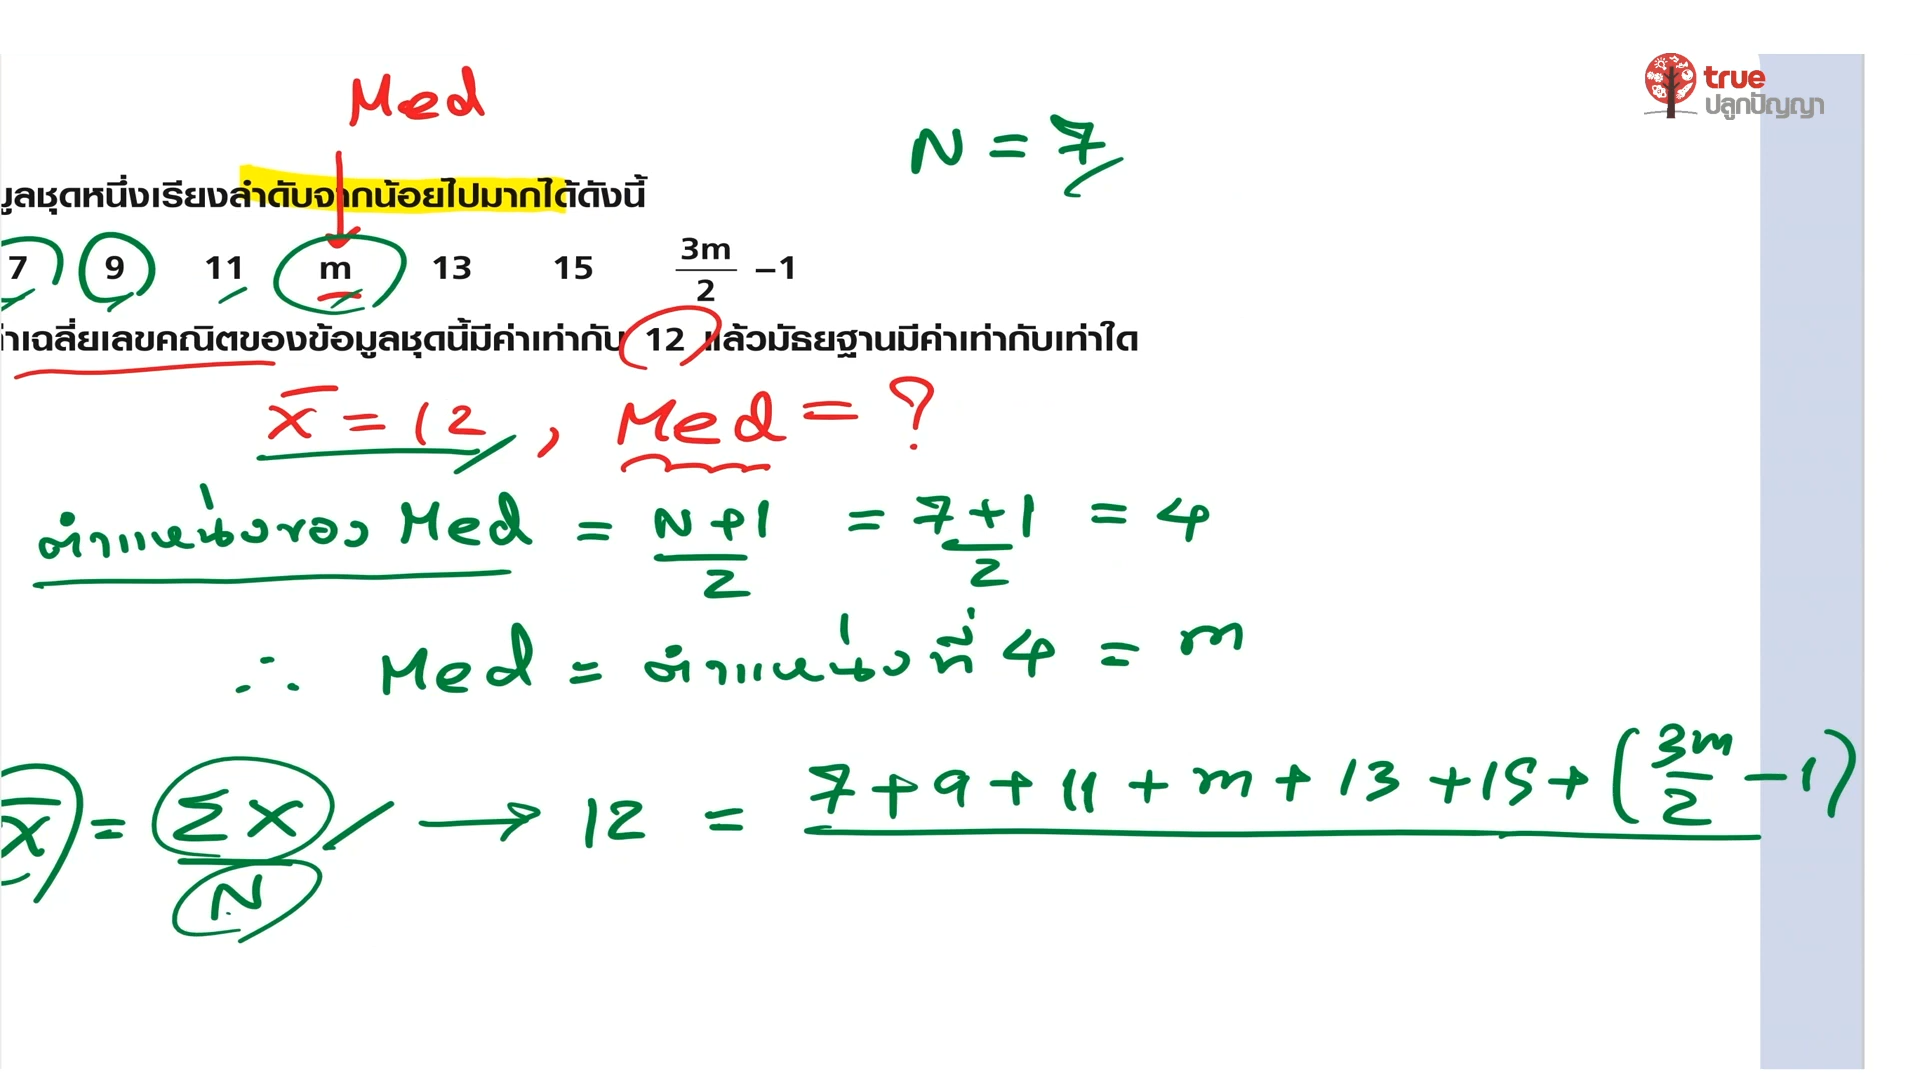 Med
true
ปลูกปัญญา
N = 7
มูลชุดหนึ่งเรียงลำดับจากน้อยไปมากได้ดังนี้
7 9 11 m 13 15 3m/2 –1
าเฉลี่ยเลขคณิตของข้อมูลชุดนี้มีค่าเท่ากับ 12 แล้วมัธยฐานมีค่าเท่ากับเท่าใด
x̄ = 12 , Med = ?
ตำแหน่งของ Med = N+1/2 = 7+1/2 = 4
∴ Med = ตำแหน่งที่ 4 = m
x̄ = Σx/N → 12 = 7+9+11+m+13+15+(3m/2 –1)